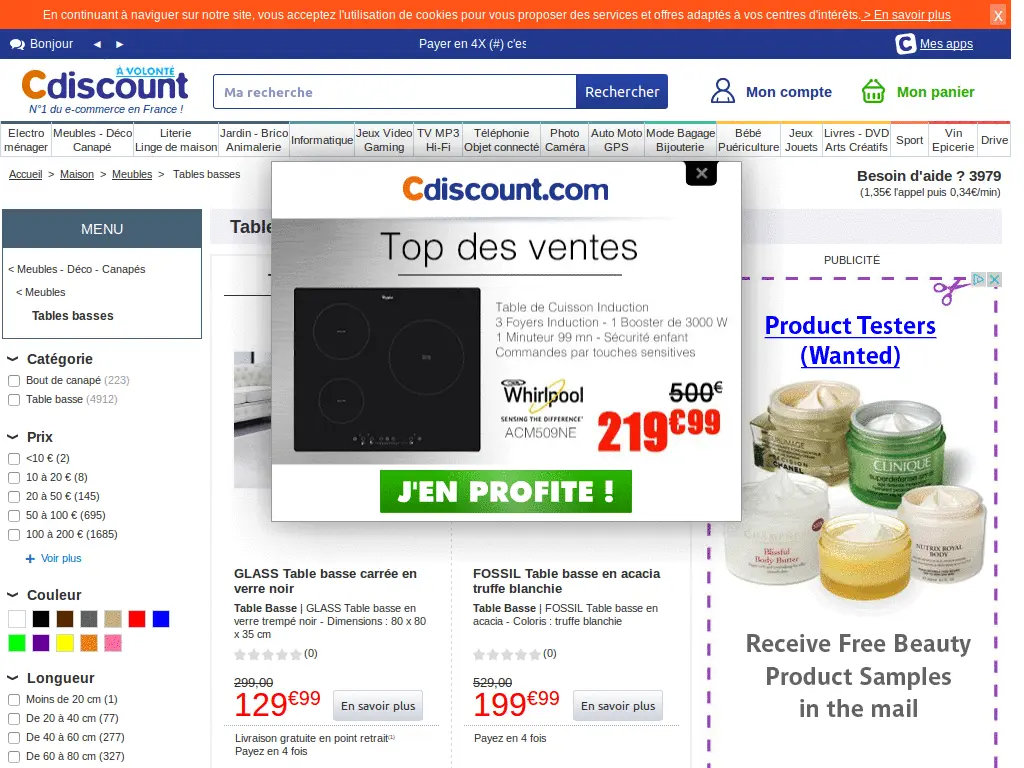 En continuant à naviguer sur notre site, vous acceptez l'utilisation de cookies pour vous proposer des services et offres adaptés à vos centres d'intérêts. > En savoir plus
X
Bonjour
Payer en 4X (#) c'es
Mes apps
À VOLONTÉ
Cdiscount
N°1 du e-commerce en France !
Ma recherche
Rechercher
Mon compte
Mon panier
Electro ménager
Meubles - Déco Canapé
Literie Linge de maison
Jardin - Brico Animalerie
Informatique
Jeux Video Gaming
TV MP3 Hi-Fi
Téléphonie Objet connecté
Photo Caméra
Auto Moto GPS
Mode Bagage Bijouterie
Bébé Puériculture
Jeux Jouets
Livres - DVD Arts Créatifs
Sport
Vin Epicerie
Drive
Accueil > Maison > Meubles > Tables basses
Besoin d'aide ? 3979
(1,35€ l'appel puis 0,34€/min)
MENU
< Meubles - Déco - Canapés
< Meubles
Tables basses
Catégorie
Bout de canapé (223)
Table basse (4912)
Prix
<10 € (2)
10 à 20 € (8)
20 à 50 € (145)
50 à 100 € (695)
100 à 200 € (1685)
+ Voir plus
Couleur
Longueur
Moins de 20 cm (1)
De 20 à 40 cm (77)
De 40 à 60 cm (277)
De 60 à 80 cm (327)
Table
Cdiscount.com
Top des ventes
Table de Cuisson Induction
3 Foyers Induction - 1 Booster de 3000 W
1 Minuteur 99 mn - Sécurité enfant
Commandes par touches sensitives
Whirlpool
SENSING THE DIFFERENCE
ACM509NE
500€
219€99
J'EN PROFITE !
GLASS Table basse carrée en
verre noir
Table Basse | GLASS Table basse en
verre trempé noir - Dimensions : 80 x 80
x 35 cm
(0)
299,00
129€99
En savoir plus
Livraison gratuite en point retrait(1)
Payez en 4 fois
FOSSIL Table basse en acacia
truffe blanchie
Table Basse | FOSSIL Table basse en
acacia - Coloris : truffe blanchie
(0)
529,00
199€99
En savoir plus
Payez en 4 fois
PUBLICITÉ
Product Testers
(Wanted)
CHANEL
CLINIQUE
Blissful
Body Butter
NUTRIX ROYAL
BODY
Receive Free Beauty
Product Samples
in the mail